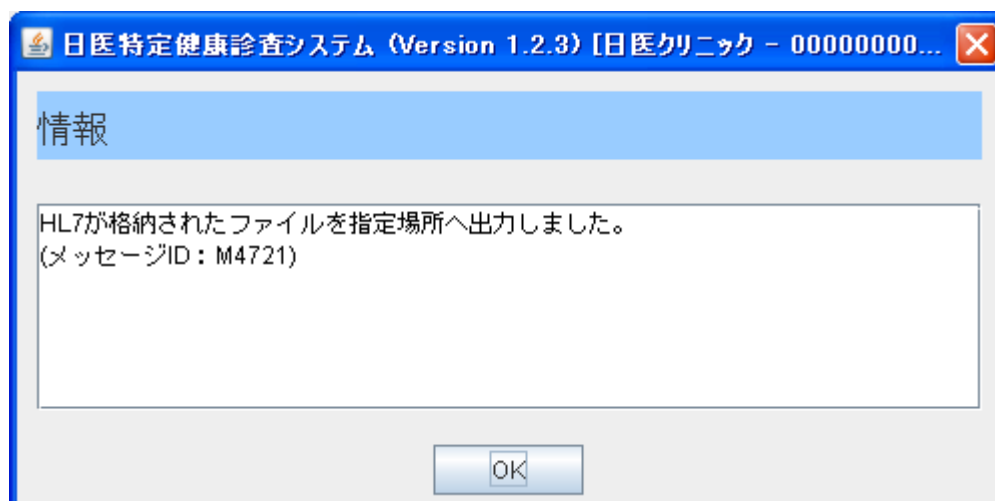 日医特定健康診査システム (Version 1.2.3) [日医クリニック - 00000000...
情報
HL7が格納されたファイルを指定場所へ出力しました。
(メッセージID：M4721)
OK